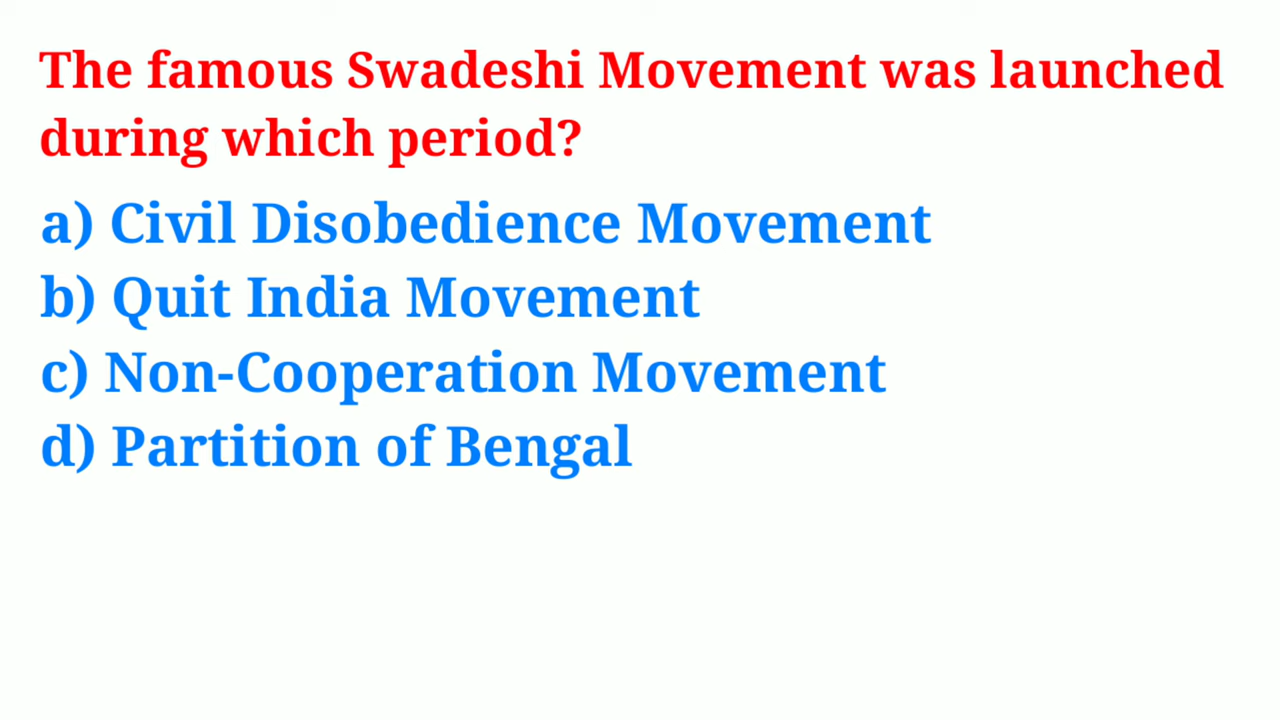 The famous Swadeshi Movement was launched
during which period?
a) Civil Disobedience Movement
b) Quit India Movement
c) Non-Cooperation Movement
d) Partition of Bengal